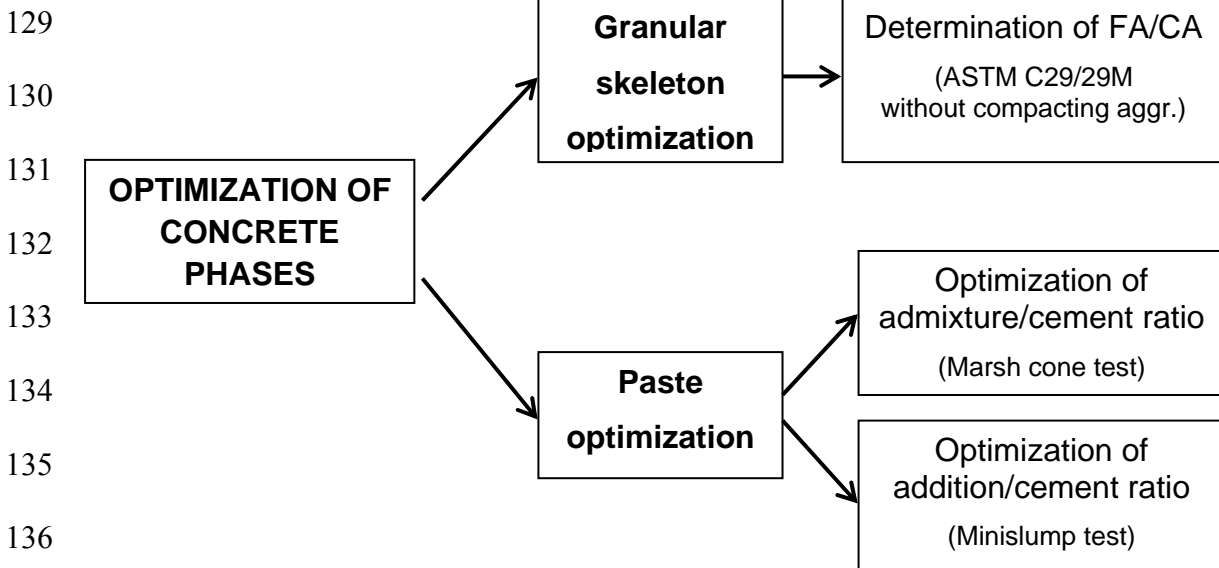 129
130
131
132
133
134
135
136
OPTIMIZATION OF
CONCRETE
PHASES
Granular
skeleton
optimization
Determination of FA/CA
(ASTM C29/29M
without compacting aggr.)
Paste
optimization
Optimization of
admixture/cement ratio
(Marsh cone test)
Optimization of
addition/cement ratio
(Minislump test)